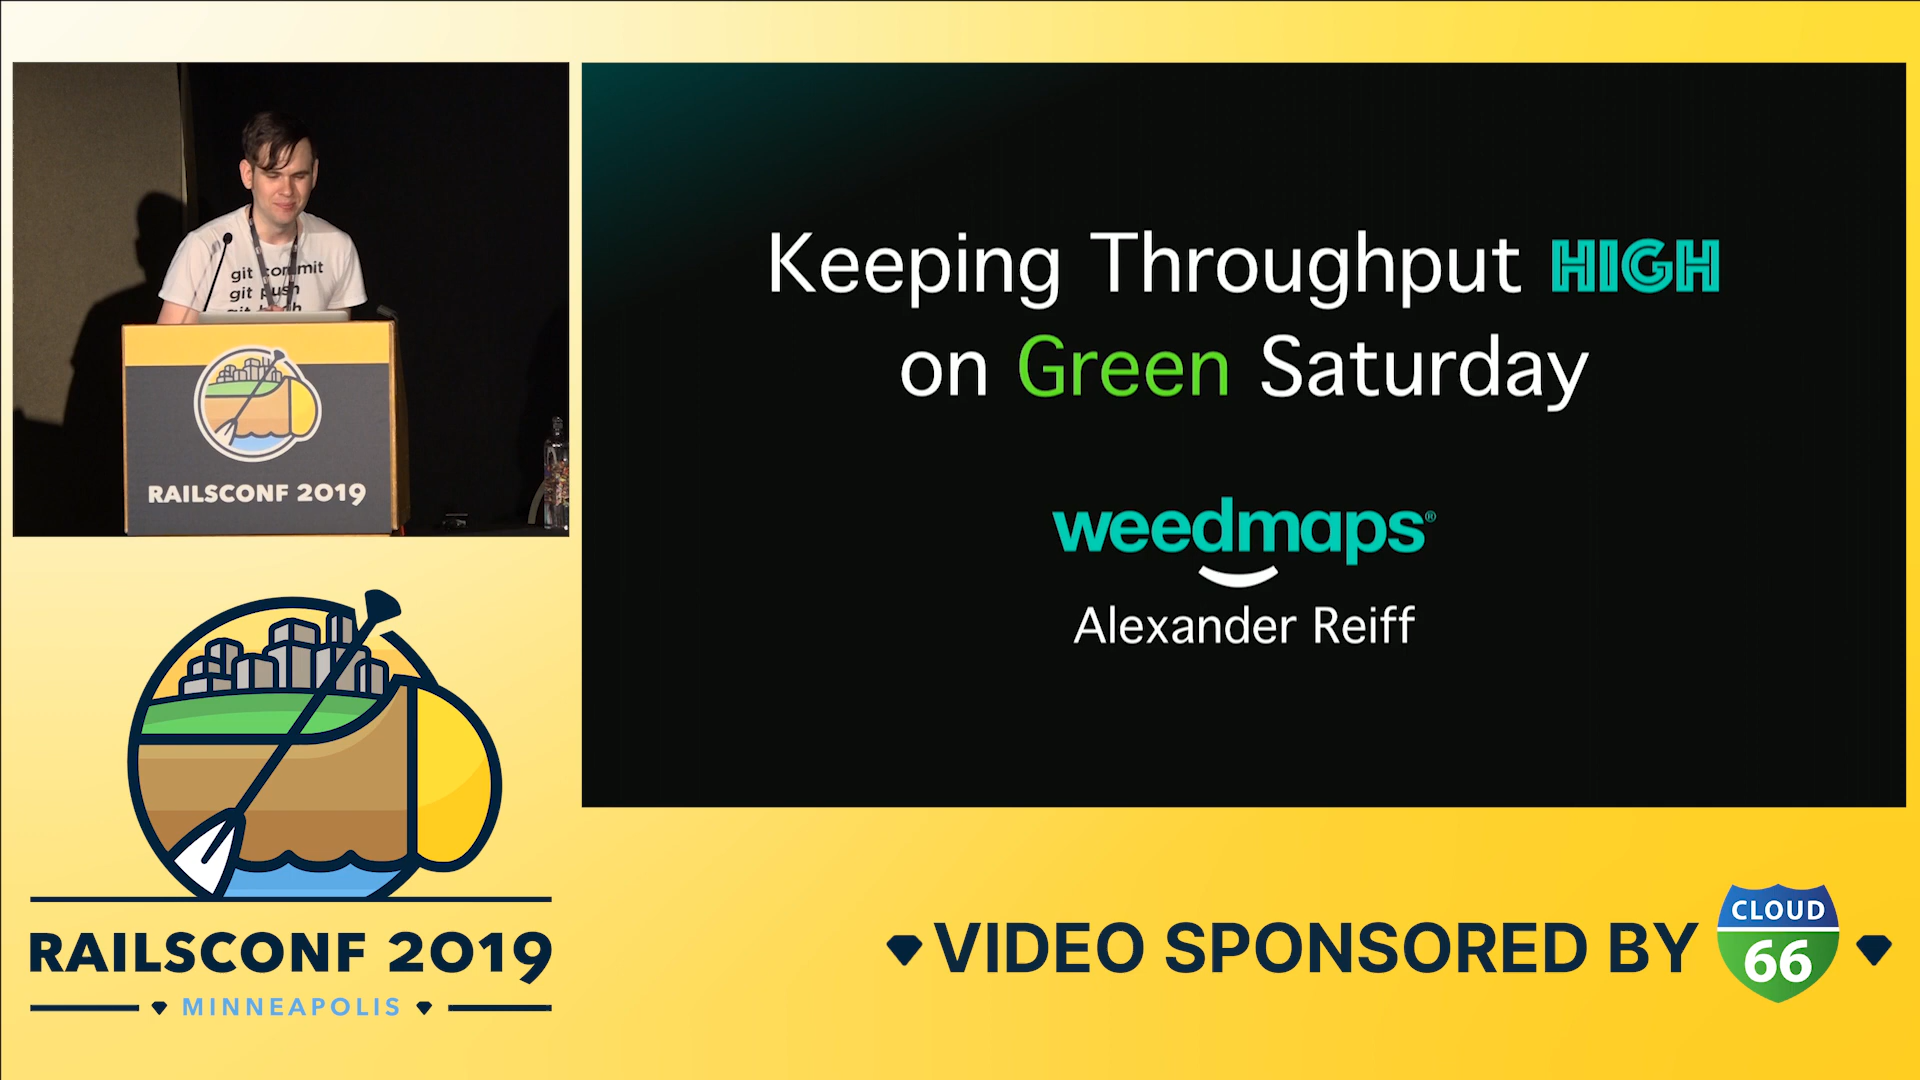 git commit
git push
RAILSCONF 2019
Keeping Throughput HIGH
on Green Saturday
weedmaps®
Alexander Reiff
RAILSCONF 2019
MINNEAPOLIS
VIDEO SPONSORED BY
CLOUD
66